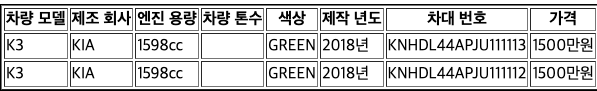 차량 모델 제조 회사 엔진 용량 차량 톤수 색상 제작 년도 차대 번호 가격
K3 KIA 1598cc GREEN 2018년 KNHDL44APJU111113 1500만원
K3 KIA 1598cc GREEN 2018년 KNHDL44APJU111112 1500만원